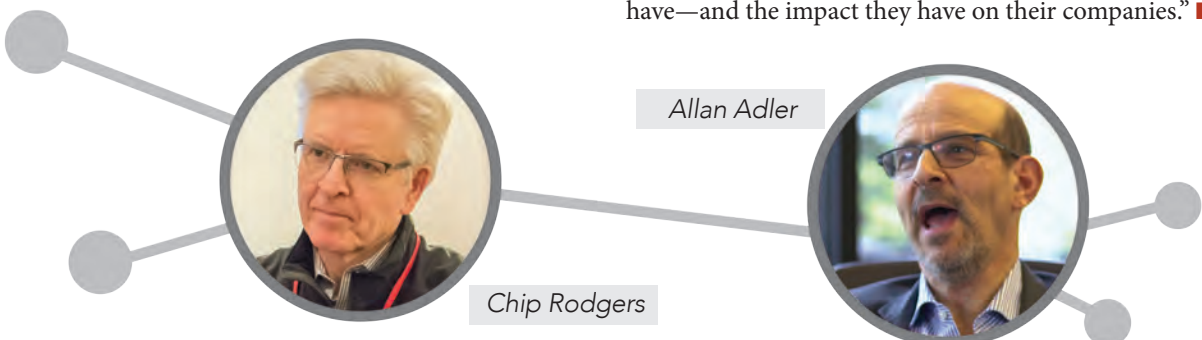 have—and the impact they have on their companies.”
Allan Adler
Chip Rodgers